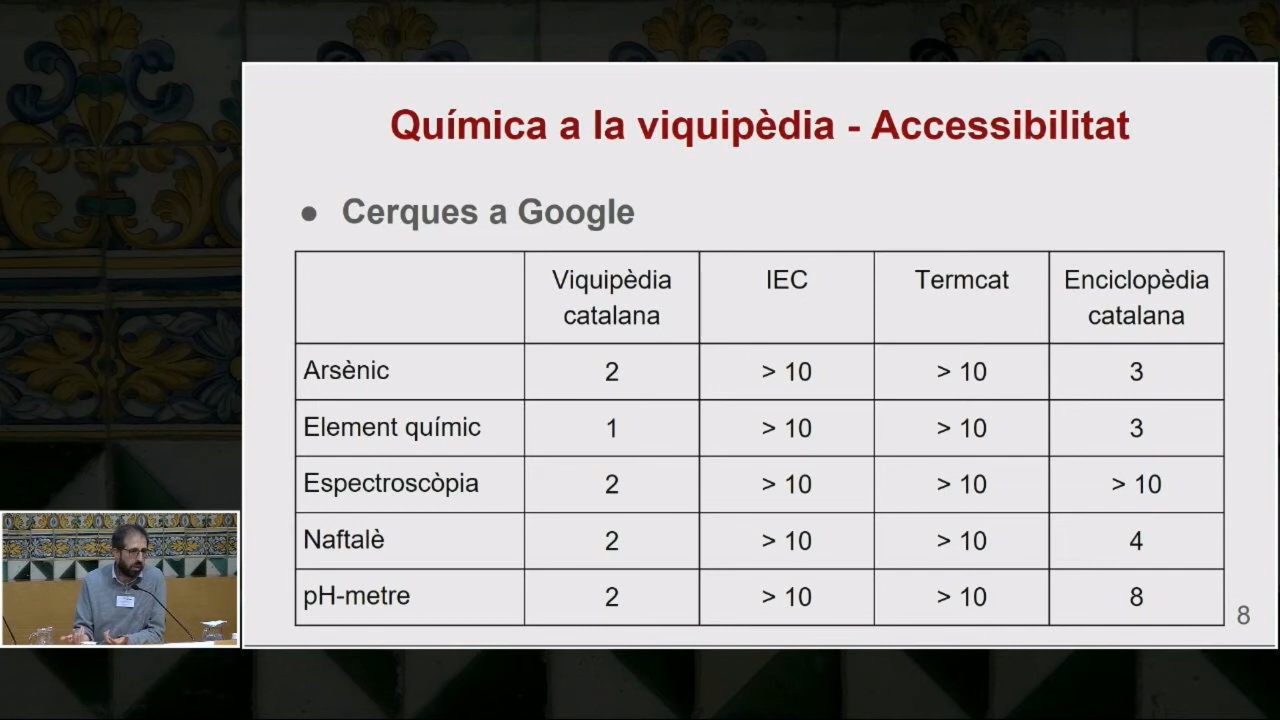 Química a la viquipèdia - Accessibilitat
● Cerques a Google
Viquipèdia catalana IEC Termcat Enciclopèdia catalana
Arsènic 2 > 10 > 10 3
Element químic 1 > 10 > 10 3
Espectroscòpia 2 > 10 > 10 > 10
Naftalè 2 > 10 > 10 4
pH-metre 2 > 10 > 10 8
8